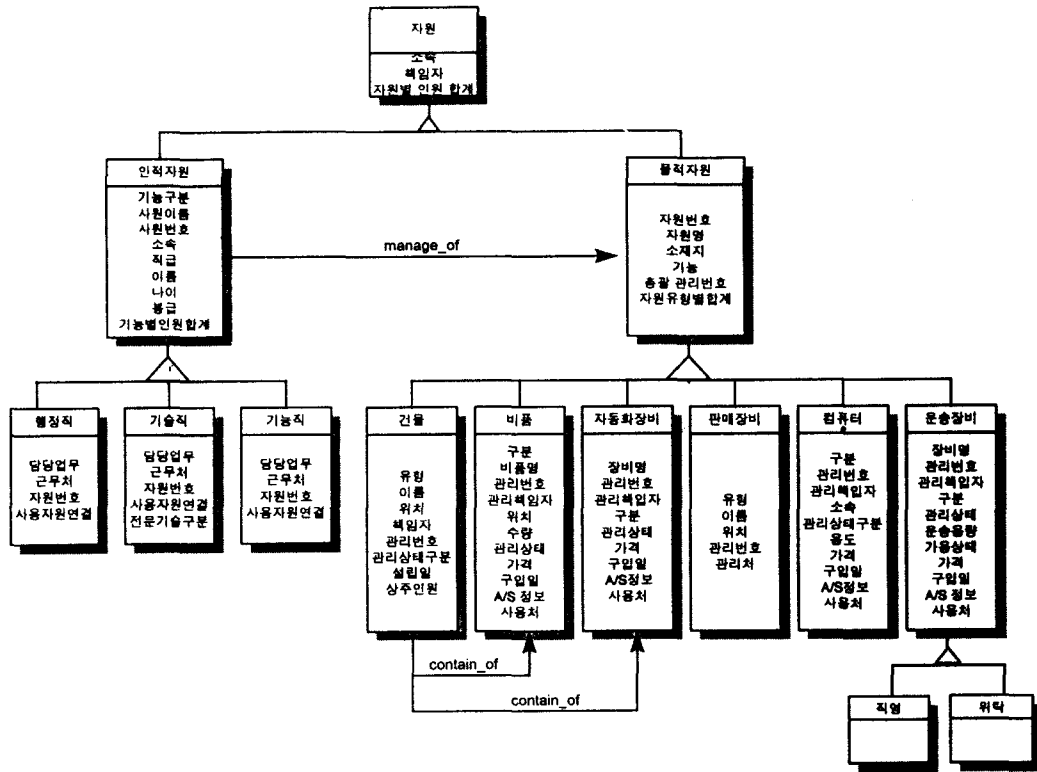 자원
소속
책임자
자원별 인원 합계
인적자원
기능구분
사원이름
사원번호
소속
직급
이름
나이
봉급
기능별인원합계
manage_of
물적자원
자원번호
자원명
소재지
기능
총괄 관리번호
자원유형별합계
행정직
담당업무
근무처
자원번호
사용자원연결
기술직
담당업무
근무처
자원번호
사용자원연결
전문기술구분
기능직
담당업무
근무처
자원번호
사용자원연결
건물
유형
이름
위치
책임자
관리번호
관리상태구분
설립일
상주인원
비품
구분
비품명
관리번호
관리책임자
위치
수량
관리상태
가격
구입일
A/S 정보
사용처
자동화장비
장비명
관리번호
관리책임자
구분
관리상태
가격
구입일
A/S정보
사용처
판매장비
유형
이름
위치
관리번호
관리처
컴퓨터
구분
관리번호
관리책임자
소속
관리상태구분
용도
가격
구입일
A/S정보
사용처
운송장비
장비명
관리번호
관리책임자
구분
관리상태
운송용량
가용상태
가격
구입일
A/S 정보
사용처
contain_of
contain_of
직영
위탁